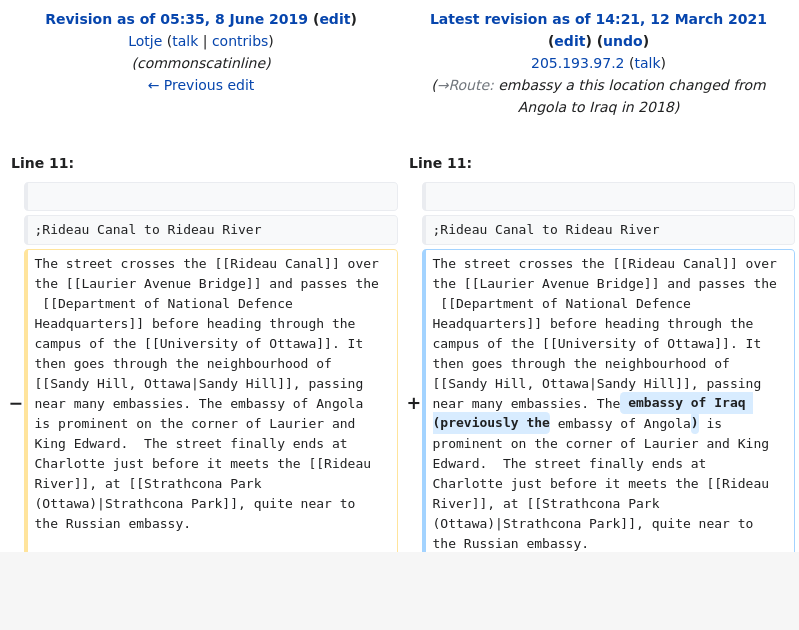 Revision as of 05:35, 8 June 2019 (edit)
Lotje (talk | contribs)
(commonscatinline)
← Previous edit
Latest revision as of 14:21, 12 March 2021
(edit) (undo)
205.193.97.2 (talk)
(→Route: embassy a this location changed from
Angola to Iraq in 2018)
Line 11:
;Rideau Canal to Rideau River
The street crosses the [[Rideau Canal]] over
the [[Laurier Avenue Bridge]] and passes the
[[Department of National Defence
Headquarters]] before heading through the
campus of the [[University of Ottawa]]. It
then goes through the neighbourhood of
[[Sandy Hill, Ottawa|Sandy Hill]], passing
− near many embassies. The embassy of Angola
is prominent on the corner of Laurier and
King Edward.  The street finally ends at
Charlotte just before it meets the [[Rideau
River]], at [[Strathcona Park
(Ottawa)|Strathcona Park]], quite near to
the Russian embassy.
Line 11:
;Rideau Canal to Rideau River
The street crosses the [[Rideau Canal]] over
the [[Laurier Avenue Bridge]] and passes the
[[Department of National Defence
Headquarters]] before heading through the
campus of the [[University of Ottawa]]. It
then goes through the neighbourhood of
[[Sandy Hill, Ottawa|Sandy Hill]], passing
+ near many embassies. The embassy of Iraq
(previously the embassy of Angola) is
prominent on the corner of Laurier and King
Edward.  The street finally ends at
Charlotte just before it meets the [[Rideau
River]], at [[Strathcona Park
(Ottawa)|Strathcona Park]], quite near to
the Russian embassy.